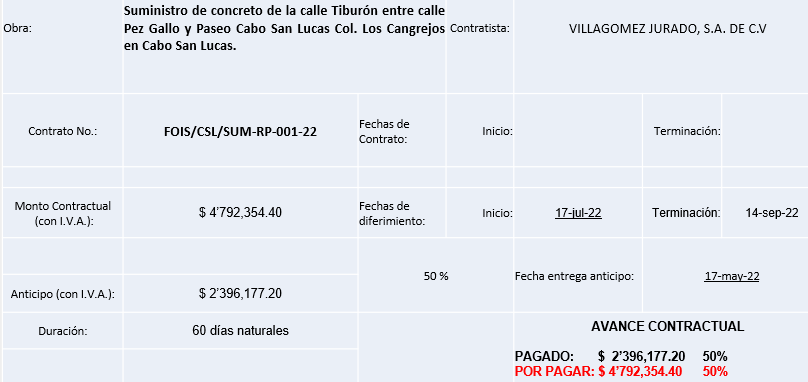 Obra:
Suministro de concreto de la calle Tiburón entre calle
Pez Gallo y Paseo Cabo San Lucas Col. Los Cangrejos
en Cabo San Lucas.
Contratista:
VILLAGOMEZ JURADO, S.A. DE C.V
Contrato No.:
FOIS/CSL/SUM-RP-001-22
Fechas de
Contrato:
Inicio:
Terminación:
Monto Contractual
(con I.V.A.):
$ 4’792,354.40
Fechas de
diferimiento:
Inicio:
17-jul-22
Terminación:
14-sep-22
Anticipo (con I.V.A.):
$ 2’396,177.20
50 %
Fecha entrega anticipo:
17-may-22
Duración:
60 días naturales
AVANCE CONTRACTUAL
PAGADO: $ 2’396,177.20 50%
POR PAGAR: $ 4’792,354.40 50%